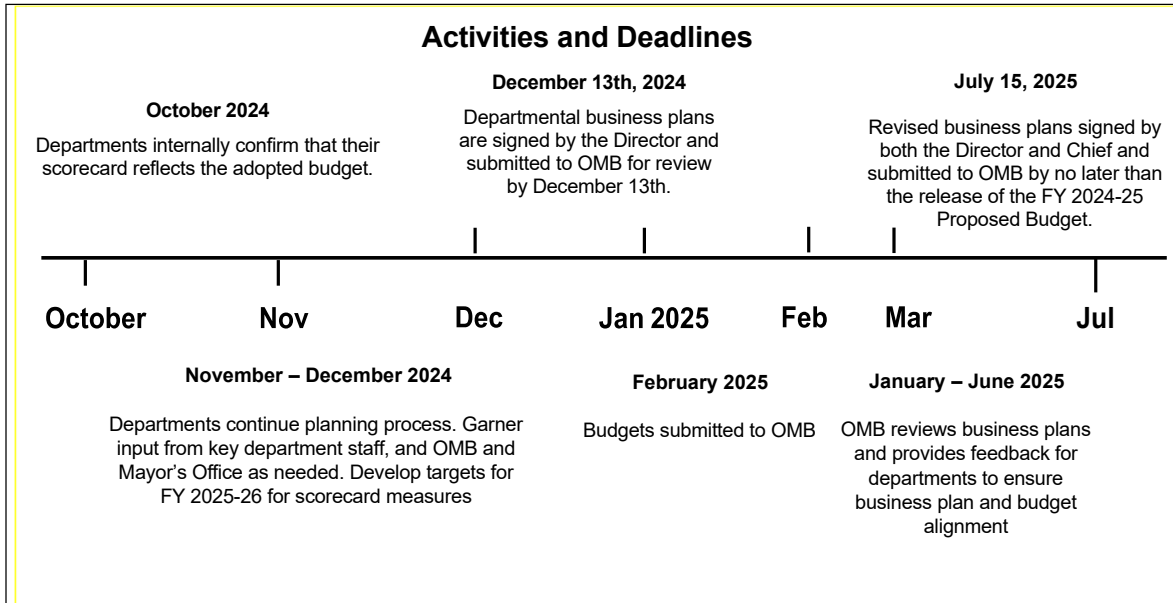 Activities and Deadlines
October 2024
Departments internally confirm that their
scorecard reflects the adopted budget.
December 13th, 2024
Departmental business plans
are signed by the Director and
submitted to OMB for review
by December 13th.
July 15, 2025
Revised business plans signed by
both the Director and Chief and
submitted to OMB by no later than
the release of the FY 2024-25
Proposed Budget.
October
Nov
Dec
Jan 2025
Feb
Mar
Jul
November – December 2024
Departments continue planning process. Garner
input from key department staff, and OMB and
Mayor’s Office as needed. Develop targets for
FY 2025-26 for scorecard measures
February 2025
Budgets submitted to OMB
January – June 2025
OMB reviews business plans
and provides feedback for
departments to ensure
business plan and budget
alignment